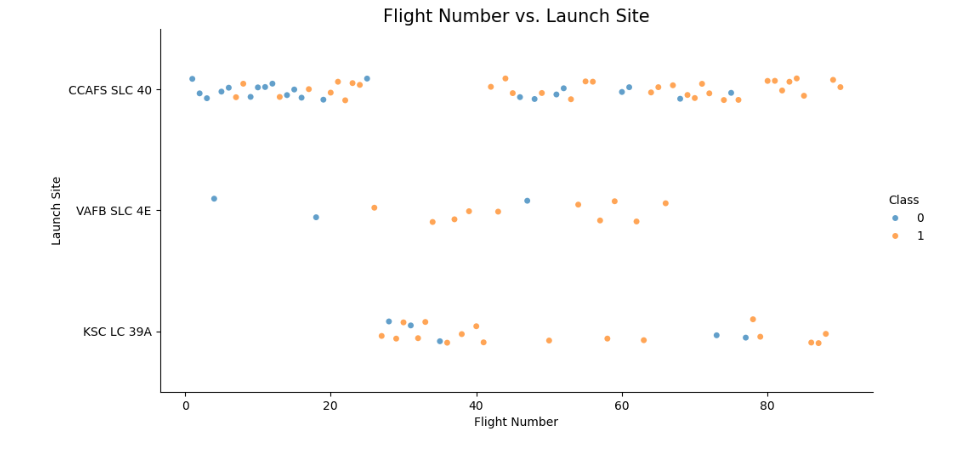 Flight Number vs. Launch Site
CCAFS SLC 40
VAFB SLC 4E
KSC LC 39A
Launch Site
0
20
40
60
80
Flight Number
Class
0
1